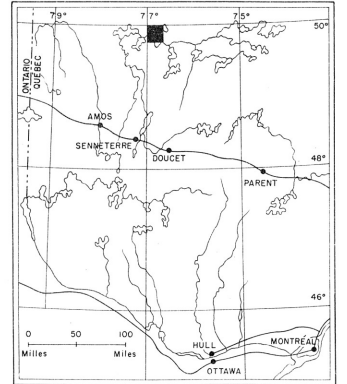 79° 77° 75°
50°
ONTARIO
QUEBEC
AMOS
SENNETERRE
DOUCET
48°
PARENT
46°
0 50 100
Milles Miles
HULL
MONTREAL
OTTAWA